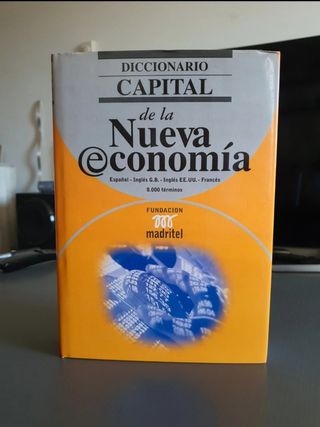 DICCIONARIO
CAPITAL
de la
Nueva
economía
Español - Inglés G.B. - Inglés EE.UU. - Francés
8.000 términos
FUNDACION
madritel